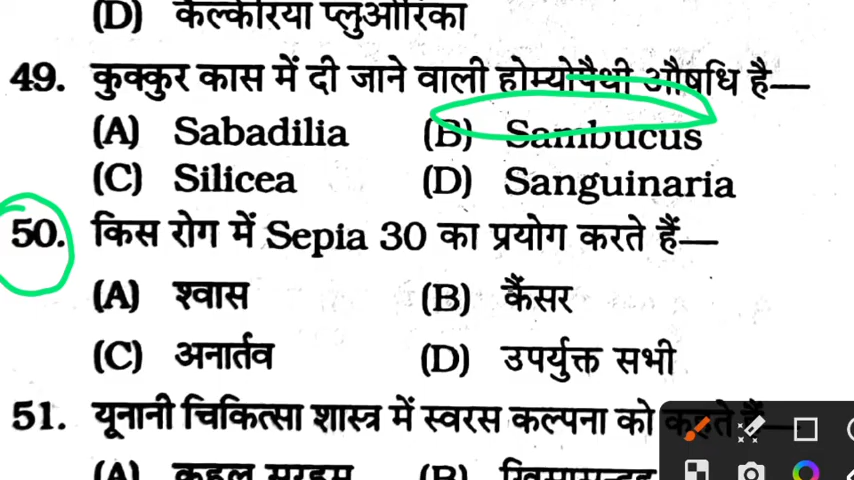 (D) कैल्केरिया फ्लुओरिका
49. कुक्कुर कास में दी जाने वाली होम्योपैथी औषधि है—
(A) Sabadilia (B) Sambucus
(C) Silicea (D) Sanguinaria
50. किस रोग में Sepia 30 का प्रयोग करते हैं—
(A) श्वास (B) कैंसर
(C) अनार्तव (D) उपर्युक्त सभी
51. यूनानी चिकित्सा शास्त्र में स्वरस कल्पना को कहते हैं—
(A) (B)